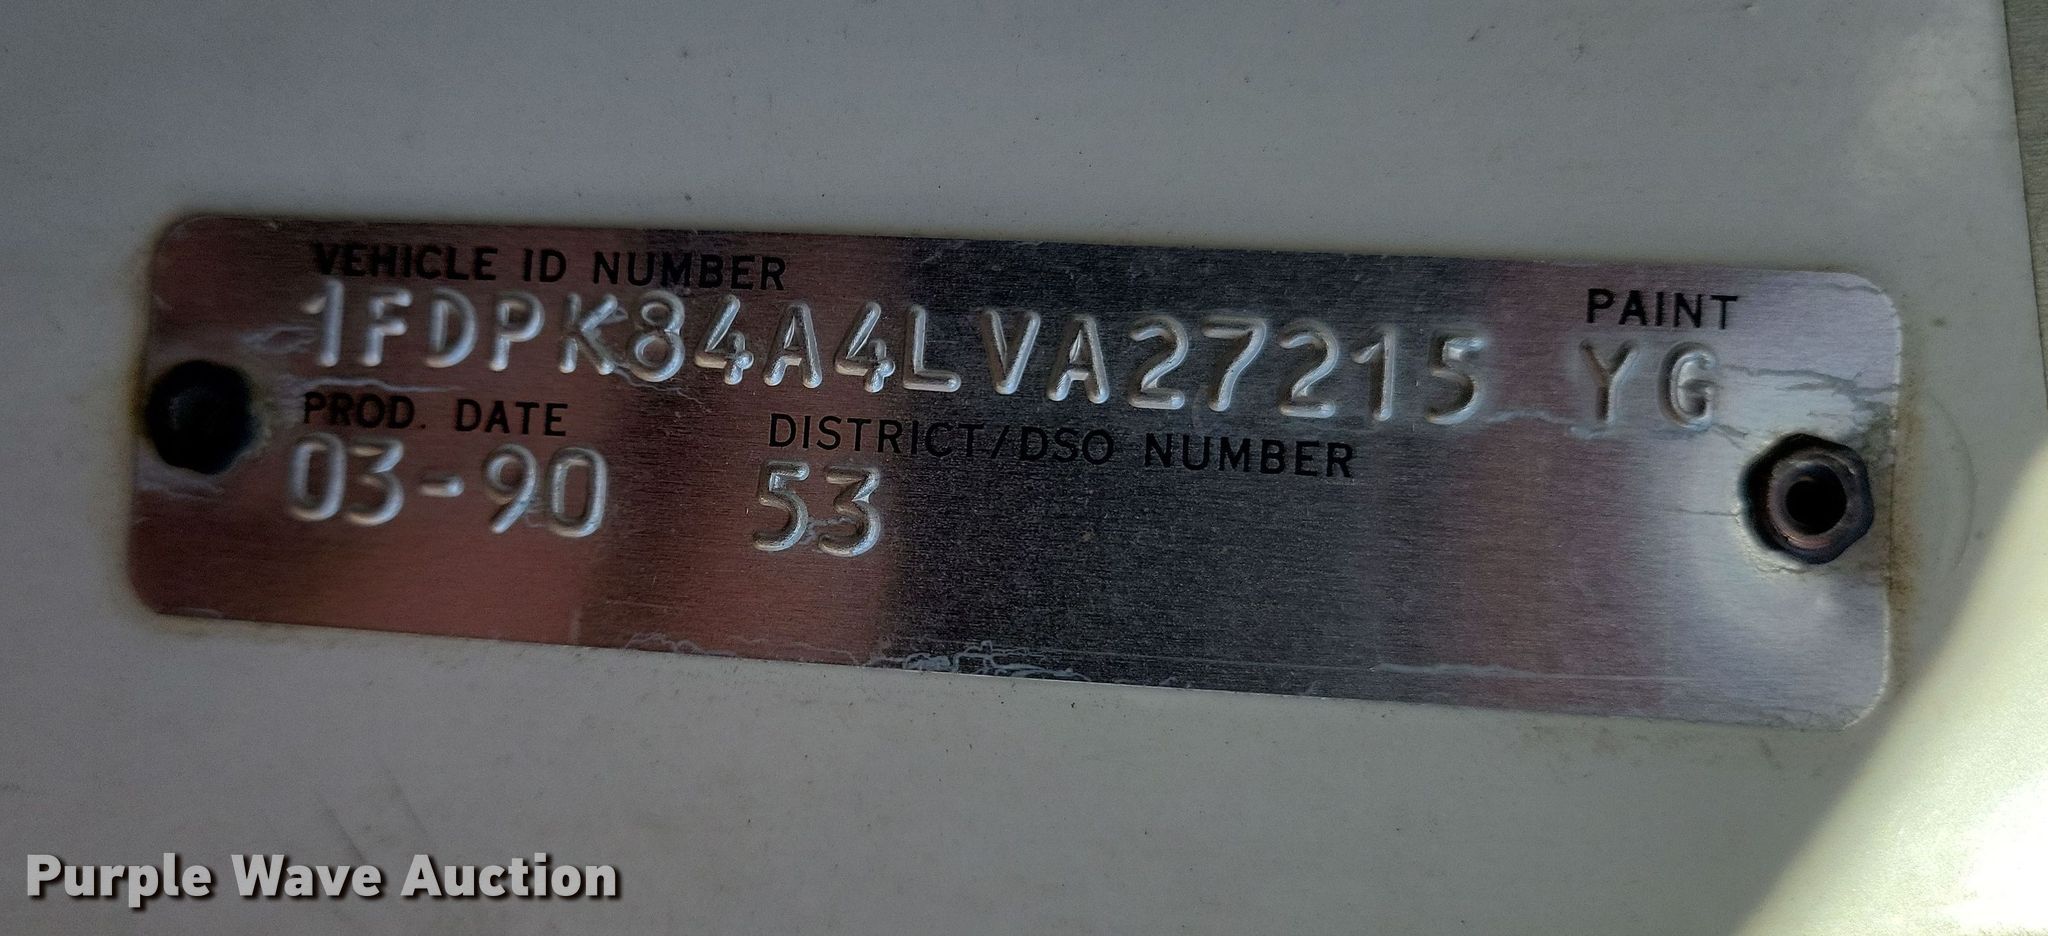 VEHICLE ID NUMBER PAINT
1FDPK84A4LVA27215 YG
PROD. DATE DISTRICT/DSO NUMBER
03-90 53
Purple Wave Auction